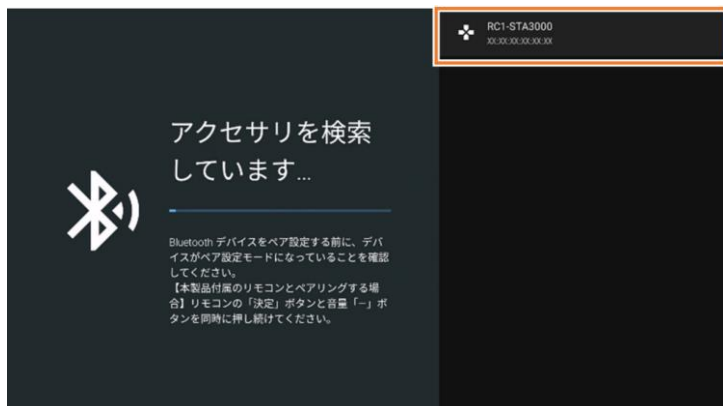 アクセサリを検索
しています...
Bluetooth デバイスをペア設定する前に、デバ
イスがペア設定モードになっていることを確認
してください。
【本製品付属のリモコンとペアリングする場
合】リモコンの「決定」ボタンと音量「−」ボ
タンを同時に押し続けてください。
RC1-STA3000
XX:XX:XX:XX:XX:XX